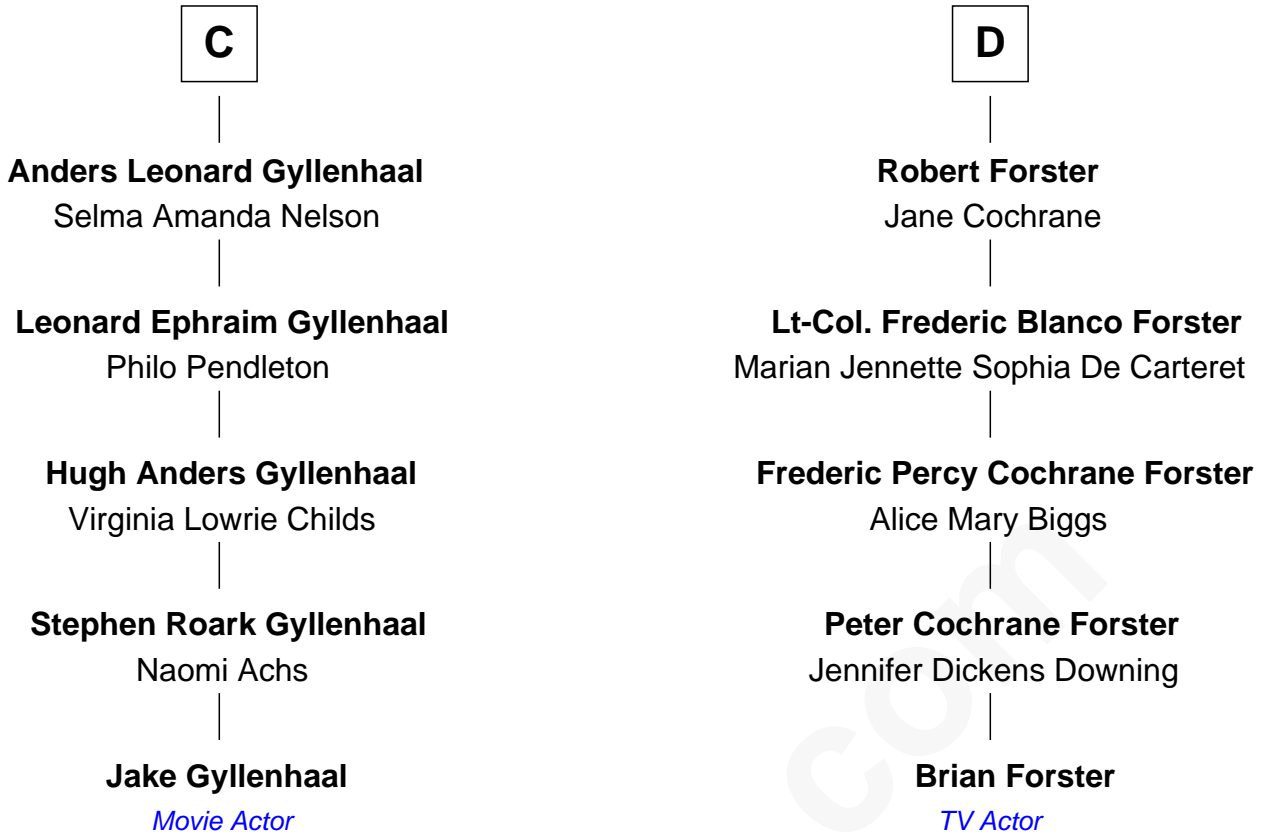 C
Anders Leonard Gyllenhaal
Selma Amanda Nelson
Leonard Ephraim Gyllenhaal
Philo Pendleton
Hugh Anders Gyllenhaal
Virginia Lowrie Childs
Stephen Roark Gyllenhaal
Naomi Achs
Jake Gyllenhaal
Movie Actor
D
Robert Forster
Jane Cochrane
Lt-Col. Frederic Blanco Forster
Marian Jennette Sophia De Carteret
Frederic Percy Cochrane Forster
Alice Mary Biggs
Peter Cochrane Forster
Jennifer Dickens Downing
Brian Forster
TV Actor
com